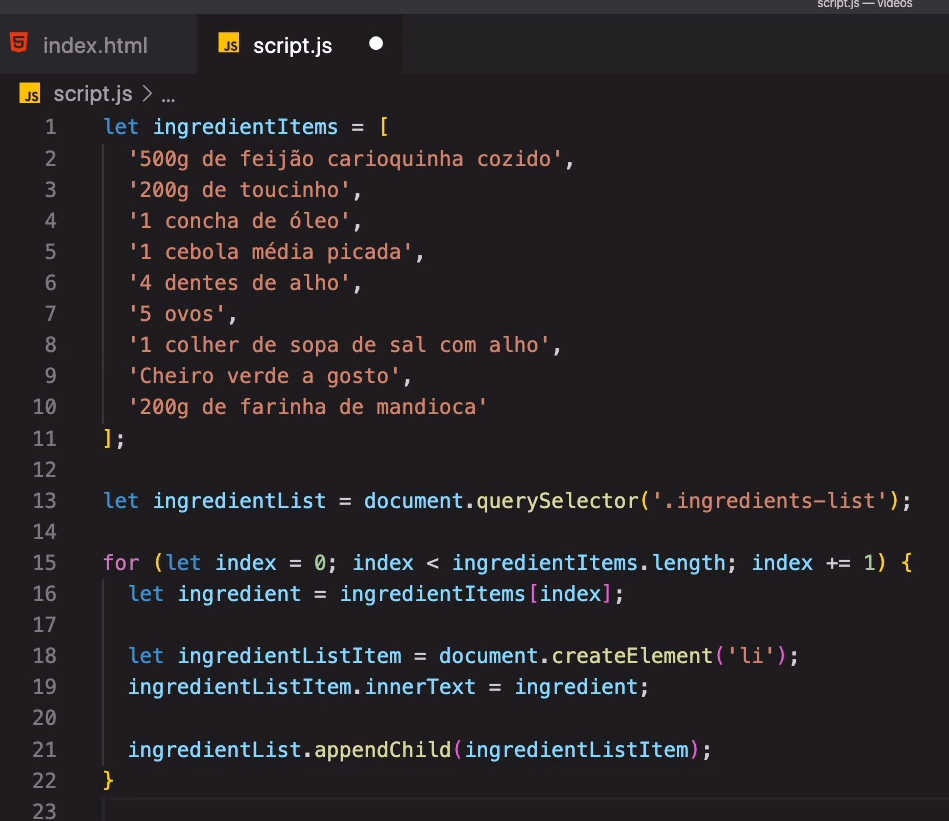 script.js — videos
index.html
JS script.js
JS script.js > ...
1 let ingredientItems = [
2 '500g de feijão carioquinha cozido',
3 '200g de toucinho',
4 '1 concha de óleo',
5 '1 cebola média picada',
6 '4 dentes de alho',
7 '5 ovos',
8 '1 colher de sopa de sal com alho',
9 'Cheiro verde a gosto',
10 '200g de farinha de mandioca'
11 ];
12
13 let ingredientList = document.querySelector('.ingredients-list');
14
15 for (let index = 0; index < ingredientItems.length; index += 1) {
16 let ingredient = ingredientItems[index];
17
18 let ingredientListItem = document.createElement('li');
19 ingredientListItem.innerText = ingredient;
20
21 ingredientList.appendChild(ingredientListItem);
22 }
23